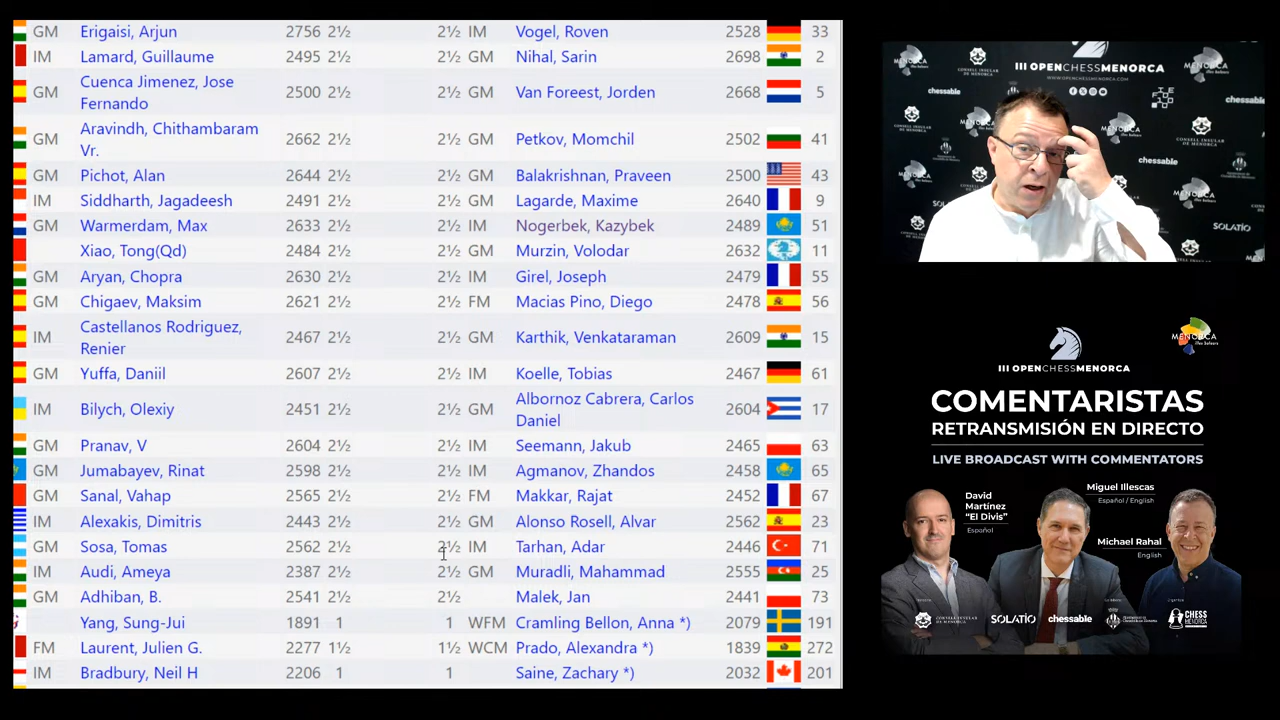 GM Erigaisi, Arjun 2756 2½ 2½ IM Vogel, Roven 2528 33
IM Lamard, Guillaume 2495 2½ 2½ GM Nihal, Sarin 2698 2
GM Cuenca Jimenez, Jose Fernando 2500 2½ 2½ GM Van Foreest, Jorden 2668 5
GM Aravindh, Chithambaram Vr. 2662 2½ 2½ GM Petkov, Momchil 2502 41
GM Pichot, Alan 2644 2½ 2½ GM Balakrishnan, Praveen 2500 43
IM Siddharth, Jagadeesh 2491 2½ 2½ GM Lagarde, Maxime 2640 9
GM Warmerdam, Max 2633 2½ 2½ IM Nogerbek, Kazybek 2489 51
Xiao, Tong(Qd) 2484 2½ 2½ GM Murzin, Volodar 2632 11
GM Aryan, Chopra 2630 2½ 2½ IM Girel, Joseph 2479 55
GM Chigaev, Maksim 2621 2½ 2½ FM Macias Pino, Diego 2478 56
IM Castellanos Rodriguez, Renier 2467 2½ 2½ GM Karthik, Venkataraman 2609 15
GM Yuffa, Daniil 2607 2½ 2½ IM Koelle, Tobias 2467 61
IM Bilych, Olexiy 2451 2½ 2½ GM Albornoz Cabrera, Carlos Daniel 2604 17
GM Pranav, V 2604 2½ 2½ IM Seemann, Jakub 2465 63
GM Jumabayev, Rinat 2598 2½ 2½ IM Agmanov, Zhandos 2458 65
GM Sanal, Vahap 2565 2½ 2½ FM Makkar, Rajat 2452 67
IM Alexakis, Dimitris 2443 2½ 2½ GM Alonso Rosell, Alvar 2562 23
GM Sosa, Tomas 2562 2½ 2½ IM Tarhan, Adar 2446 71
IM Audi, Ameya 2387 2½ 2½ GM Muradli, Mahammad 2555 25
GM Adhiban, B. 2541 2½ 2½ Malek, Jan 2441 73
Yang, Sung-Jui 1891 1 1 WFM Cramling Bellon, Anna *) 2079 191
FM Laurent, Julien G. 2277 1½ 1½ WCM Prado, Alexandra *) 1839 272
IM Bradbury, Neil H 2206 1 1 Saine, Zachary *) 2032 201
III OPENCHESSMENORCA
WWW.OPENCHESSMENORCA.COM
CONSELL INSULAR DE MENORCA
chessable
MENORCA
SOLATIO
MENORCA
Illes Balears
III OPENCHESSMENORCA
COMENTARISTAS
RETRANSMISIÓN EN DIRECTO
LIVE BROADCAST WITH COMMENTATORS
David
Martínez
"El Divis"
Español
Miguel Illescas
Español / English
Michael Rahal
English
SOLATIO
chessable
CHESS
MENORCA